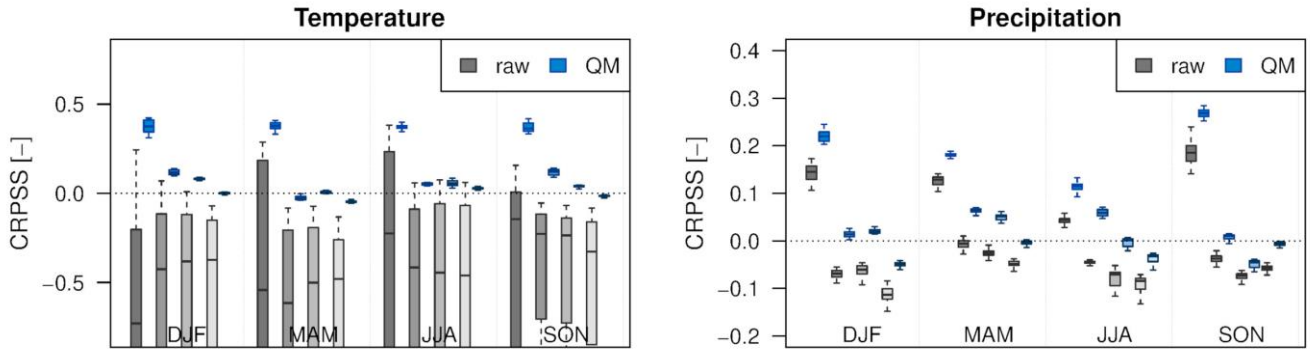 Temperature
raw QM
CRPSS [−]
0.5
0.0
−0.5
DJF MAM JJA SON
Precipitation
raw QM
CRPSS [−]
0.4
0.3
0.2
0.1
0.0
−0.1
−0.2
DJF MAM JJA SON